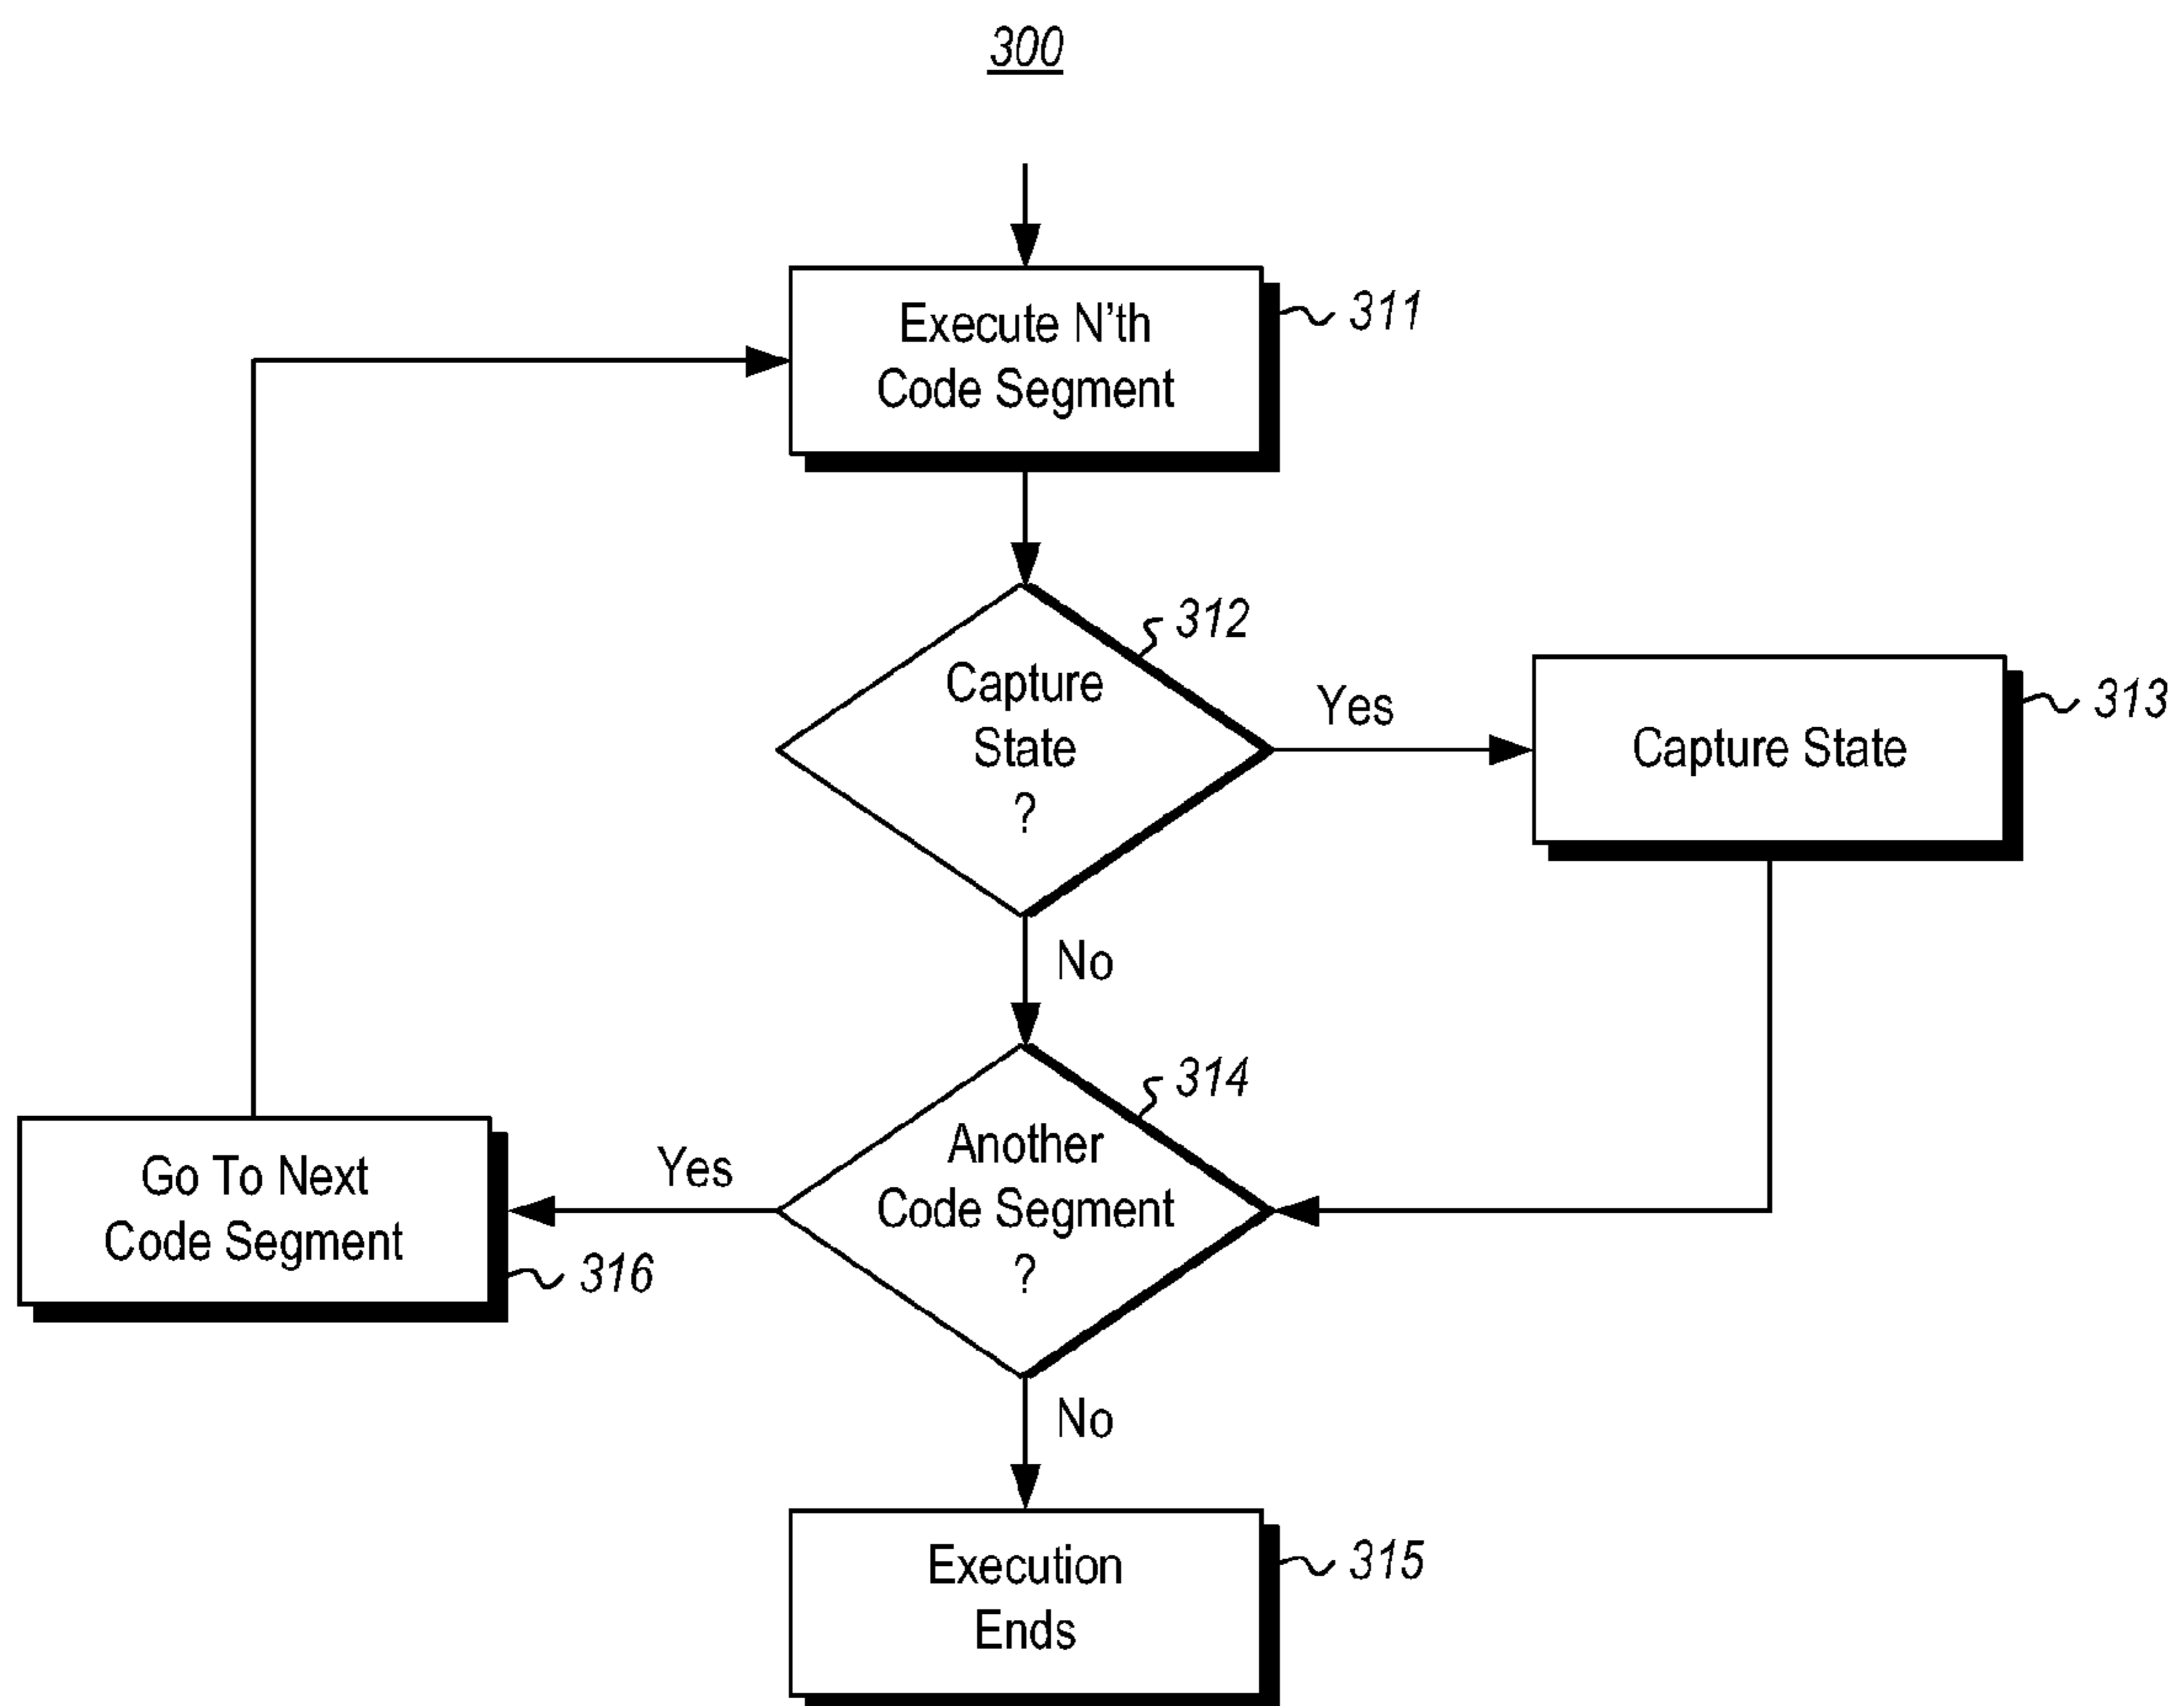 300
Execute N'th
Code Segment
311
Capture
State
?
312
Yes
Capture State
313
No
Another
Code Segment
?
314
Yes
Go To Next
Code Segment
316
No
Execution
Ends
315